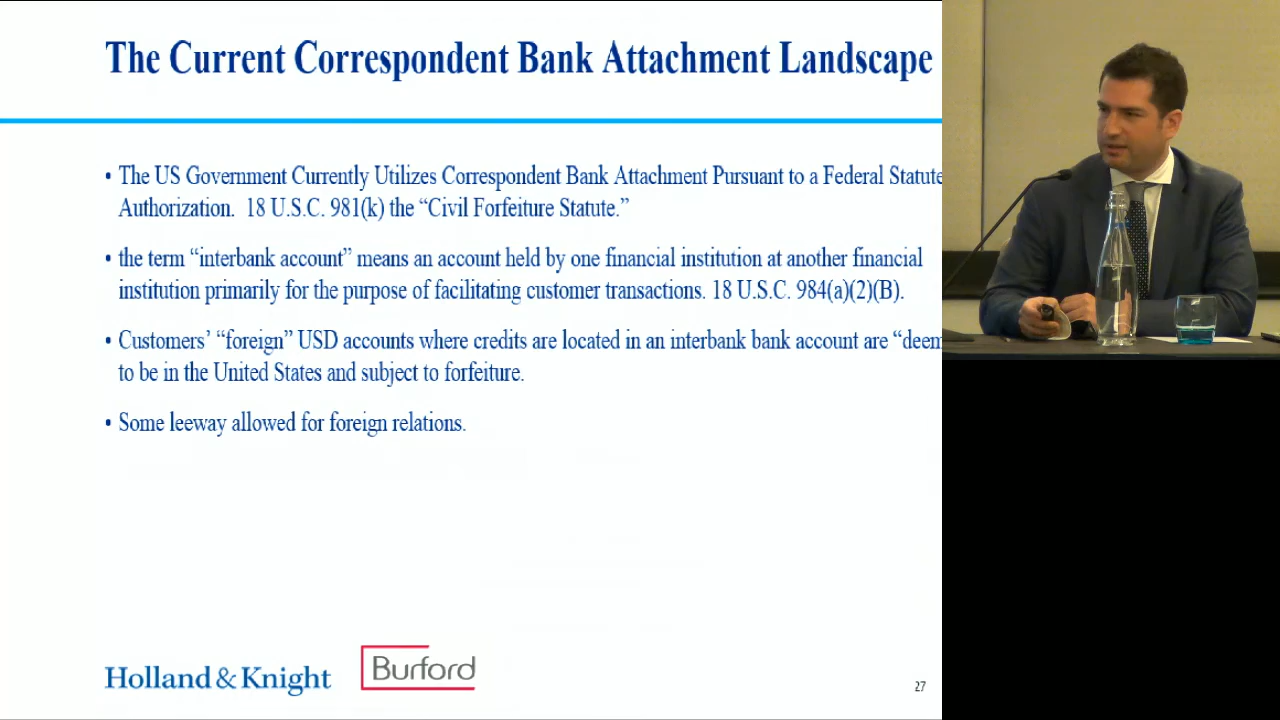 The Current Correspondent Bank Attachment Landscape
• The US Government Currently Utilizes Correspondent Bank Attachment Pursuant to a Federal Statute
Authorization. 18 U.S.C. 981(k) the “Civil Forfeiture Statute.”
• the term “interbank account” means an account held by one financial institution at another financial
institution primarily for the purpose of facilitating customer transactions. 18 U.S.C. 984(a)(2)(B).
• Customers’ “foreign” USD accounts where credits are located in an interbank bank account are “deem
to be in the United States and subject to forfeiture.
• Some leeway allowed for foreign relations.
Holland & Knight
Burford
27